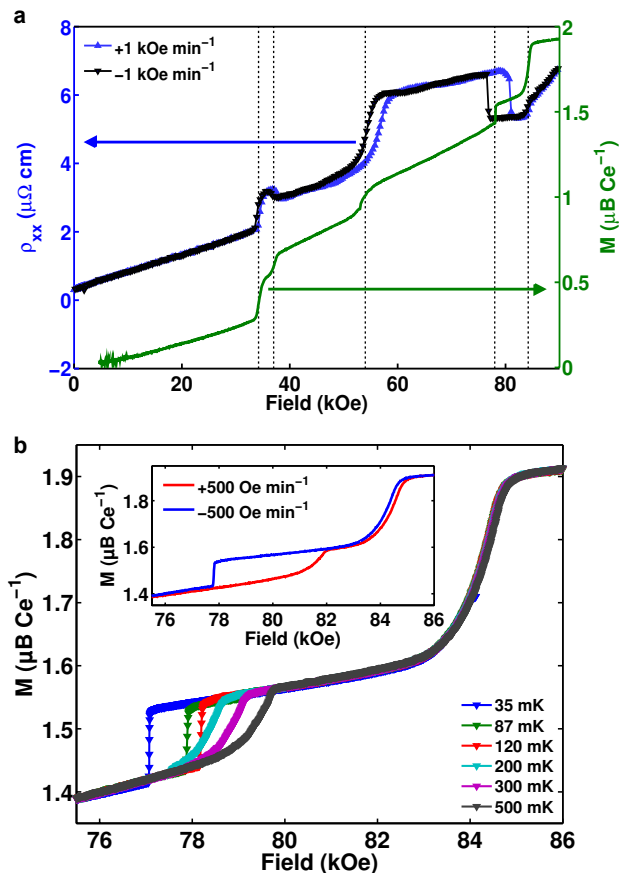 a
+1 kOe min⁻¹
−1 kOe min⁻¹
ρxx (μΩ cm)
8
6
4
2
0
−2
M (μB Ce⁻¹)
2
1.5
1
0.5
0
0 20 40 60 80
Field (kOe)
b
M (μB Ce⁻¹)
1.9
1.8
1.7
1.6
1.5
1.4
+500 Oe min⁻¹
−500 Oe min⁻¹
M (μB Ce⁻¹)
1.8
1.6
1.4
76 78 80 82 84 86
Field (kOe)
35 mK
87 mK
120 mK
200 mK
300 mK
500 mK
76 78 80 82 84 86
Field (kOe)